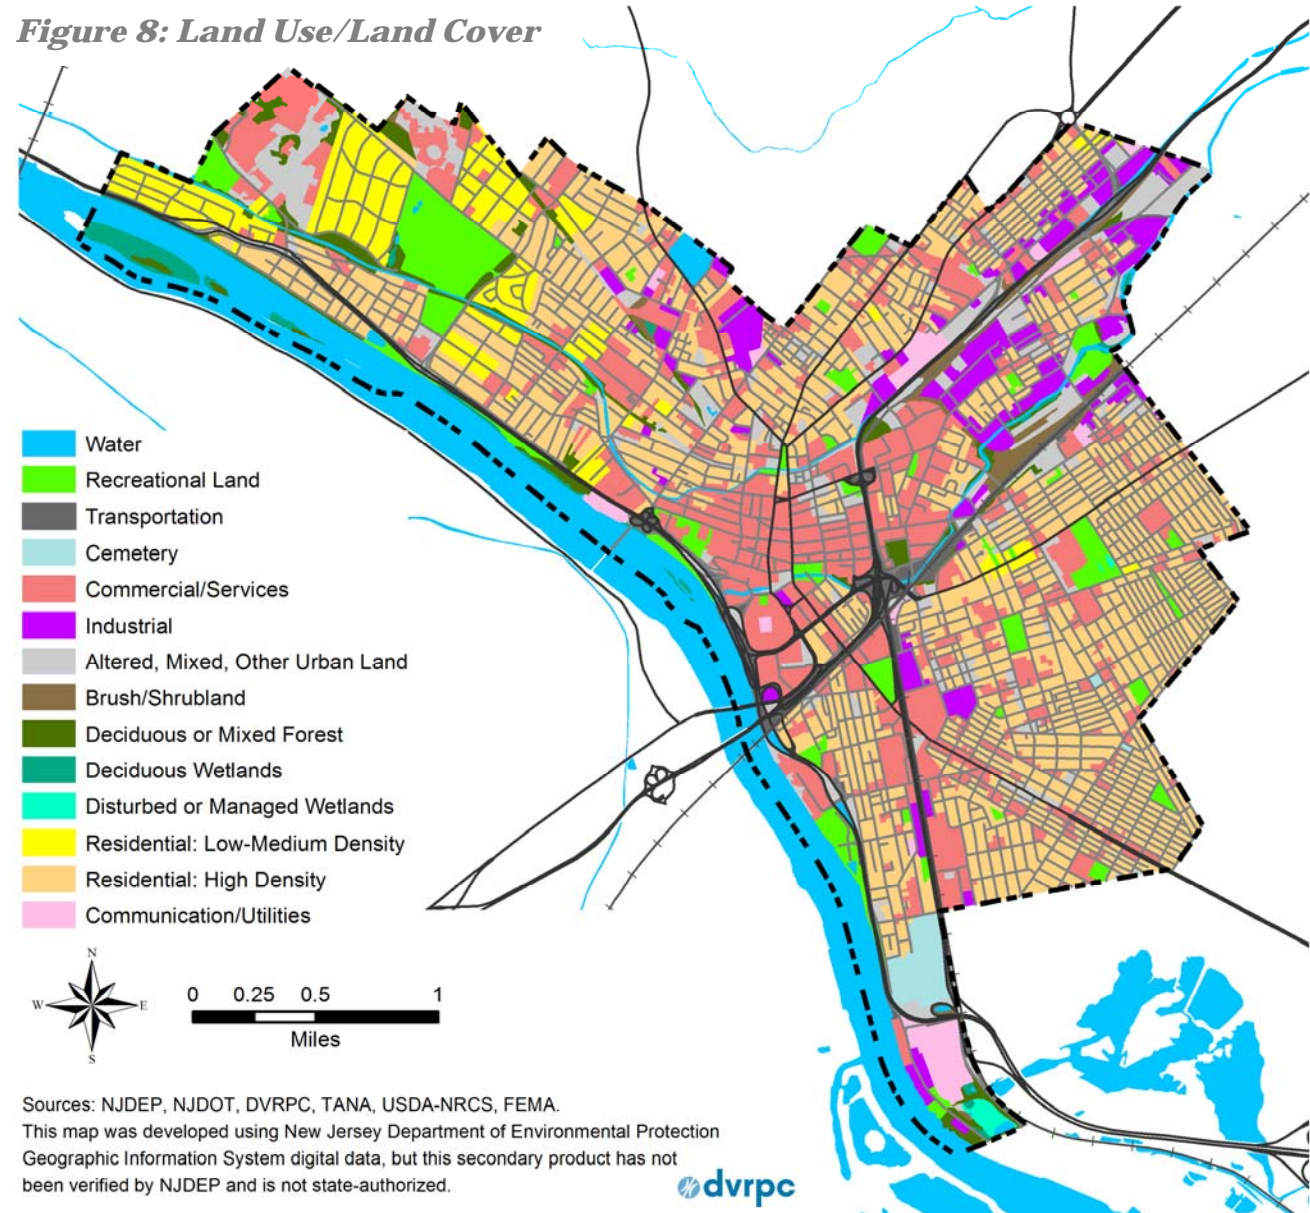 Figure 8: Land Use/Land Cover
Water
Recreational Land
Transportation
Cemetery
Commercial/Services
Industrial
Altered, Mixed, Other Urban Land
Brush/Shrubland
Deciduous or Mixed Forest
Deciduous Wetlands
Disturbed or Managed Wetlands
Residential: Low-Medium Density
Residential: High Density
Communication/Utilities
N
W E
S
0 0.25 0.5 1
Miles
Sources: NJDEP, NJDOT, DVRPC, TANA, USDA-NRCS, FEMA.
This map was developed using New Jersey Department of Environmental Protection
Geographic Information System digital data, but this secondary product has not
been verified by NJDEP and is not state-authorized.
dvrpc